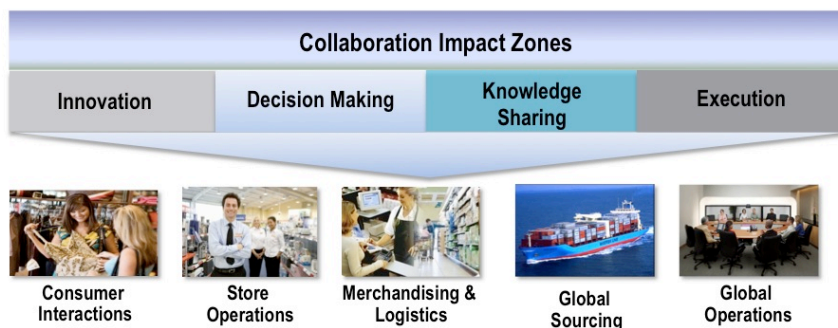 Collaboration Impact Zones
Innovation
Decision Making
Knowledge
Sharing
Execution
Consumer
Interactions
Store
Operations
Merchandising &
Logistics
Global
Sourcing
Global
Operations